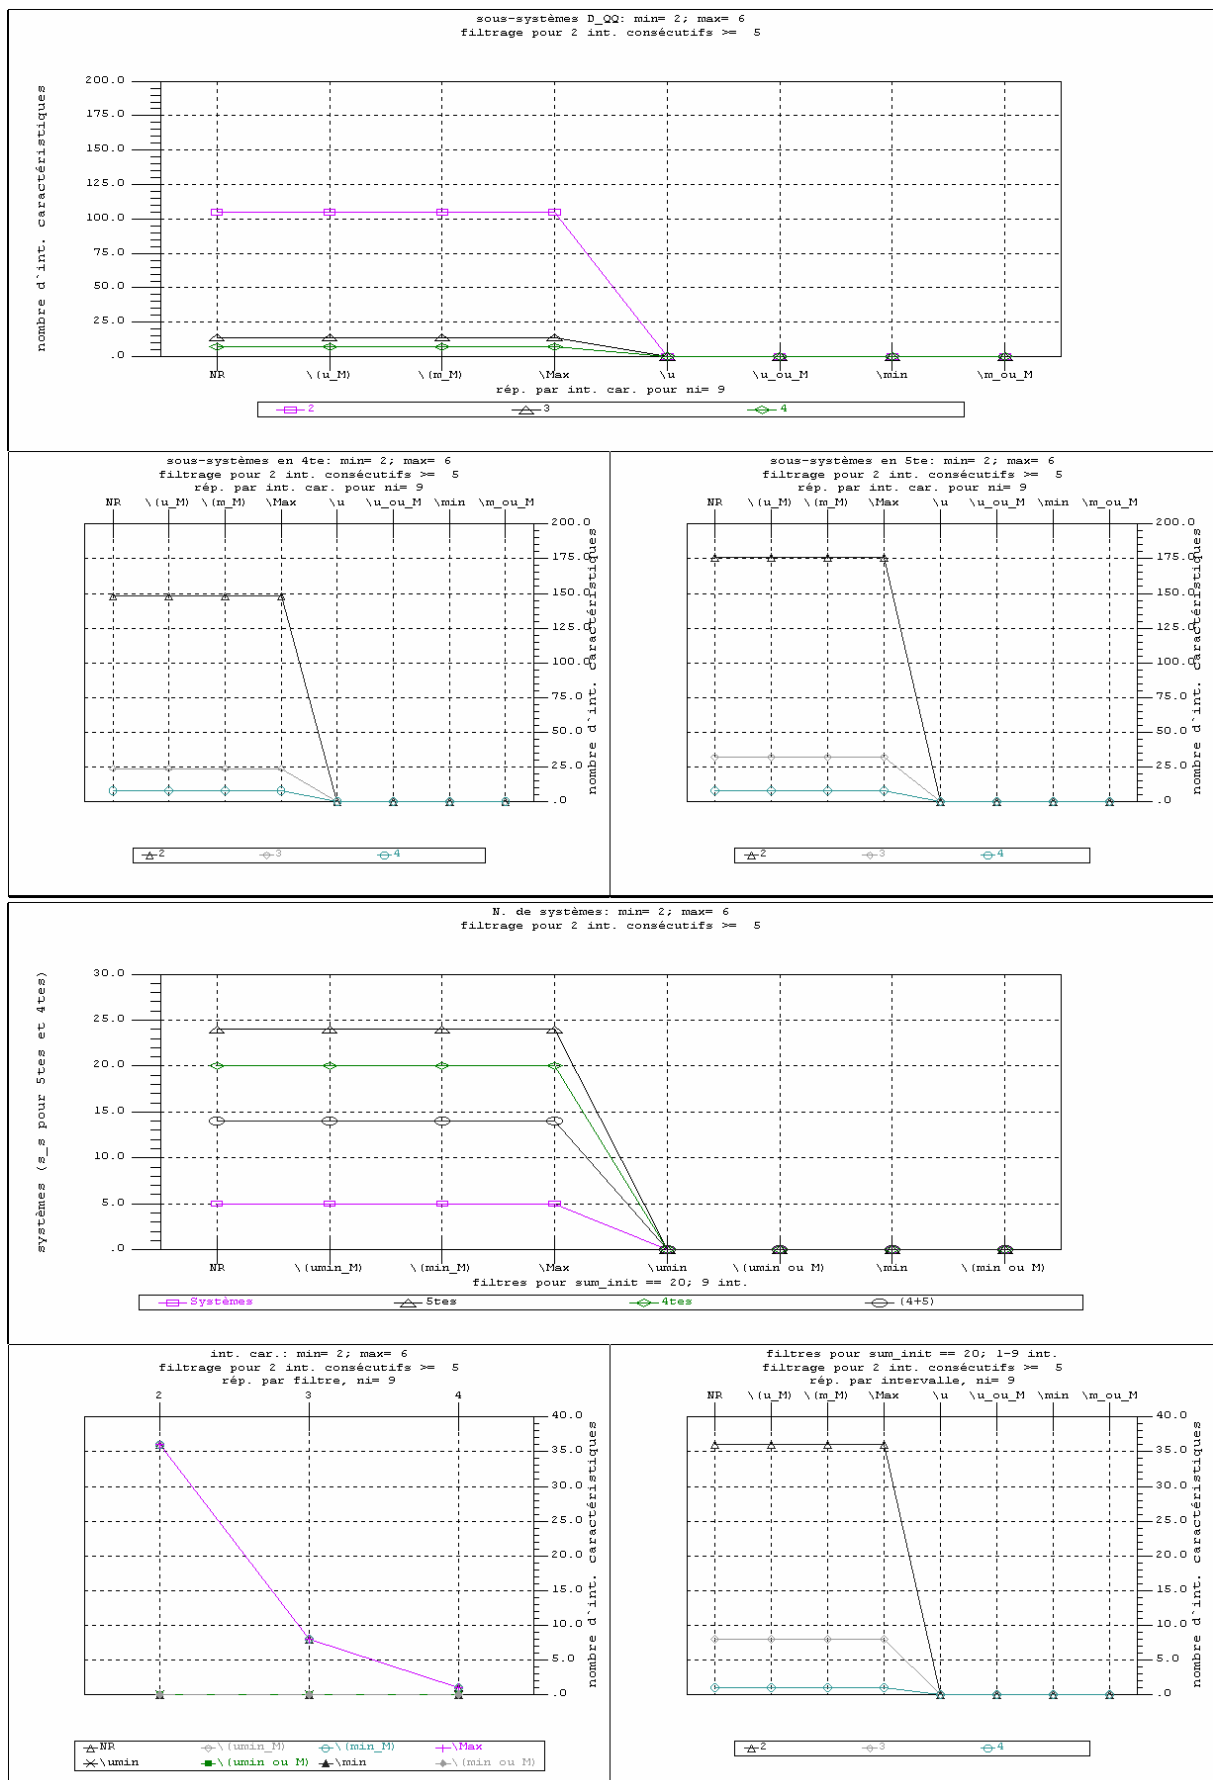 sous-systèmes D_QQ: min= 2; max= 6
filtrage pour 2 int. consécutifs >= 5
nombre d`int. caractéristiques
200.0
175.0
150.0
125.0
100.0
75.0
50.0
25.0
.0
NR \(u_M) \(m_M) \Max \u \u_ou_M \min \m_ou_M
rép. par int. car. pour ni= 9
2 3 4
sous-systèmes en 4te: min= 2; max= 6
filtrage pour 2 int. consécutifs >= 5
rép. par int. car. pour ni= 9
NR \(u_M) \(m_M) \Max \u \u_ou_M \min \m_ou_M
200.0
175.0
150.0
125.0
100.0
75.0
50.0
25.0
.0
nombre d`int. caractéristiques
2 3 4
sous-systèmes en 5te: min= 2; max= 6
filtrage pour 2 int. consécutifs >= 5
rép. par int. car. pour ni= 9
NR \(u_M) \(m_M) \Max \u \u_ou_M \min \m_ou_M
200.0
175.0
150.0
125.0
100.0
75.0
50.0
25.0
.0
nombre d`int. caractéristiques
2 3 4
N. de systèmes: min= 2; max= 6
filtrage pour 2 int. consécutifs >= 5
systèmes (s_s pour 5tes et 4tes)
30.0
25.0
20.0
15.0
10.0
5.0
.0
NR \(umin_M) \(min_M) \Max \umin \(umin ou M) \min \(min ou M)
filtres pour sum_init == 20; 9 int.
Systèmes 5tes 4tes (4+5)
int. car.: min= 2; max= 6
filtrage pour 2 int. consécutifs >= 5
rép. par filtre, ni= 9
2 3 4
40.0
35.0
30.0
25.0
20.0
15.0
10.0
5.0
.0
nombre d`int. caractéristiques
NR \(umin_M) \(min_M) \Max
\umin \(umin ou M) \min \(min ou M)
filtres pour sum_init == 20; 1-9 int.
filtrage pour 2 int. consécutifs >= 5
rép. par intervalle, ni= 9
NR \(u_M) \(m_M) \Max \u \u_ou_M \min \m_ou_M
40.0
35.0
30.0
25.0
20.0
15.0
10.0
5.0
.0
nombre d`int. caractéristiques
2 3 4